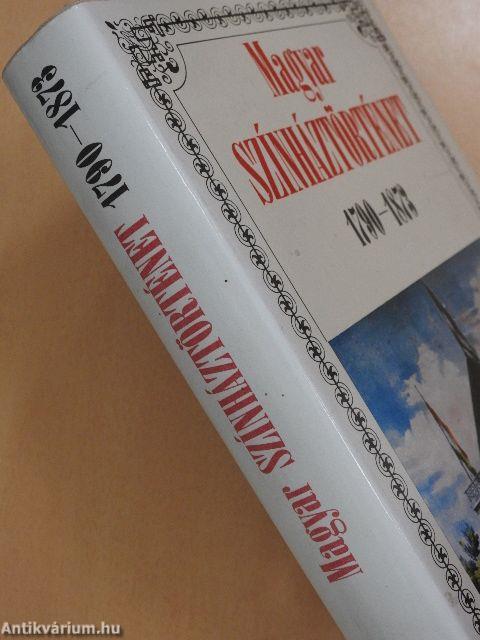 Magyar
SZÍNHÁZTÖRTÉNET
1790–1873
Magyar SZÍNHÁZTÖRTÉNET 1790–1873
Antikvárium.hu